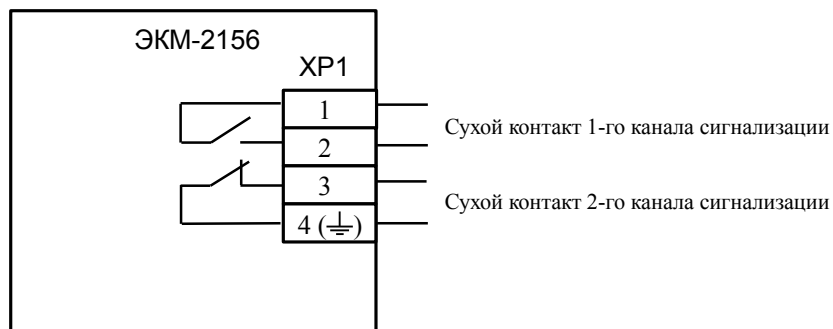 ЭКМ-2156
XP1
1
2
3
4 (⏚)
Сухой контакт 1-го канала сигнализации
Сухой контакт 2-го канала сигнализации